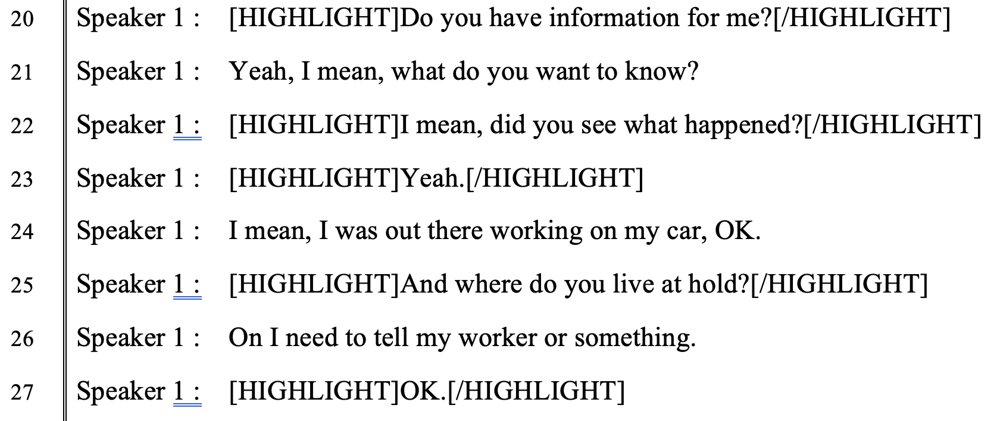 20 Speaker 1 : [HIGHLIGHT]Do you have information for me?[/HIGHLIGHT]
21 Speaker 1 : Yeah, I mean, what do you want to know?
22 Speaker 1 : [HIGHLIGHT]I mean, did you see what happened?[/HIGHLIGHT]
23 Speaker 1 : [HIGHLIGHT]Yeah.[/HIGHLIGHT]
24 Speaker 1 : I mean, I was out there working on my car, OK.
25 Speaker 1 : [HIGHLIGHT]And where do you live at hold?[/HIGHLIGHT]
26 Speaker 1 : On I need to tell my worker or something.
27 Speaker 1 : [HIGHLIGHT]OK.[/HIGHLIGHT]